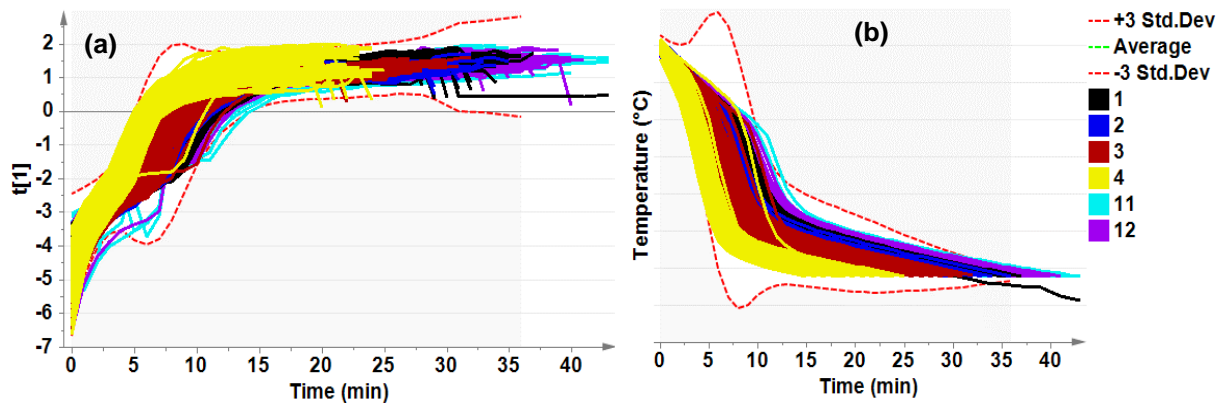 (a)
t[1]
2
1
0
-1
-2
-3
-4
-5
-6
-7
0 5 10 15 20 25 30 35 40
Time (min)
(b)
Temperature (°C)
0 5 10 15 20 25 30 35 40
Time (min)
+3 Std.Dev
Average
-3 Std.Dev
1
2
3
4
11
12